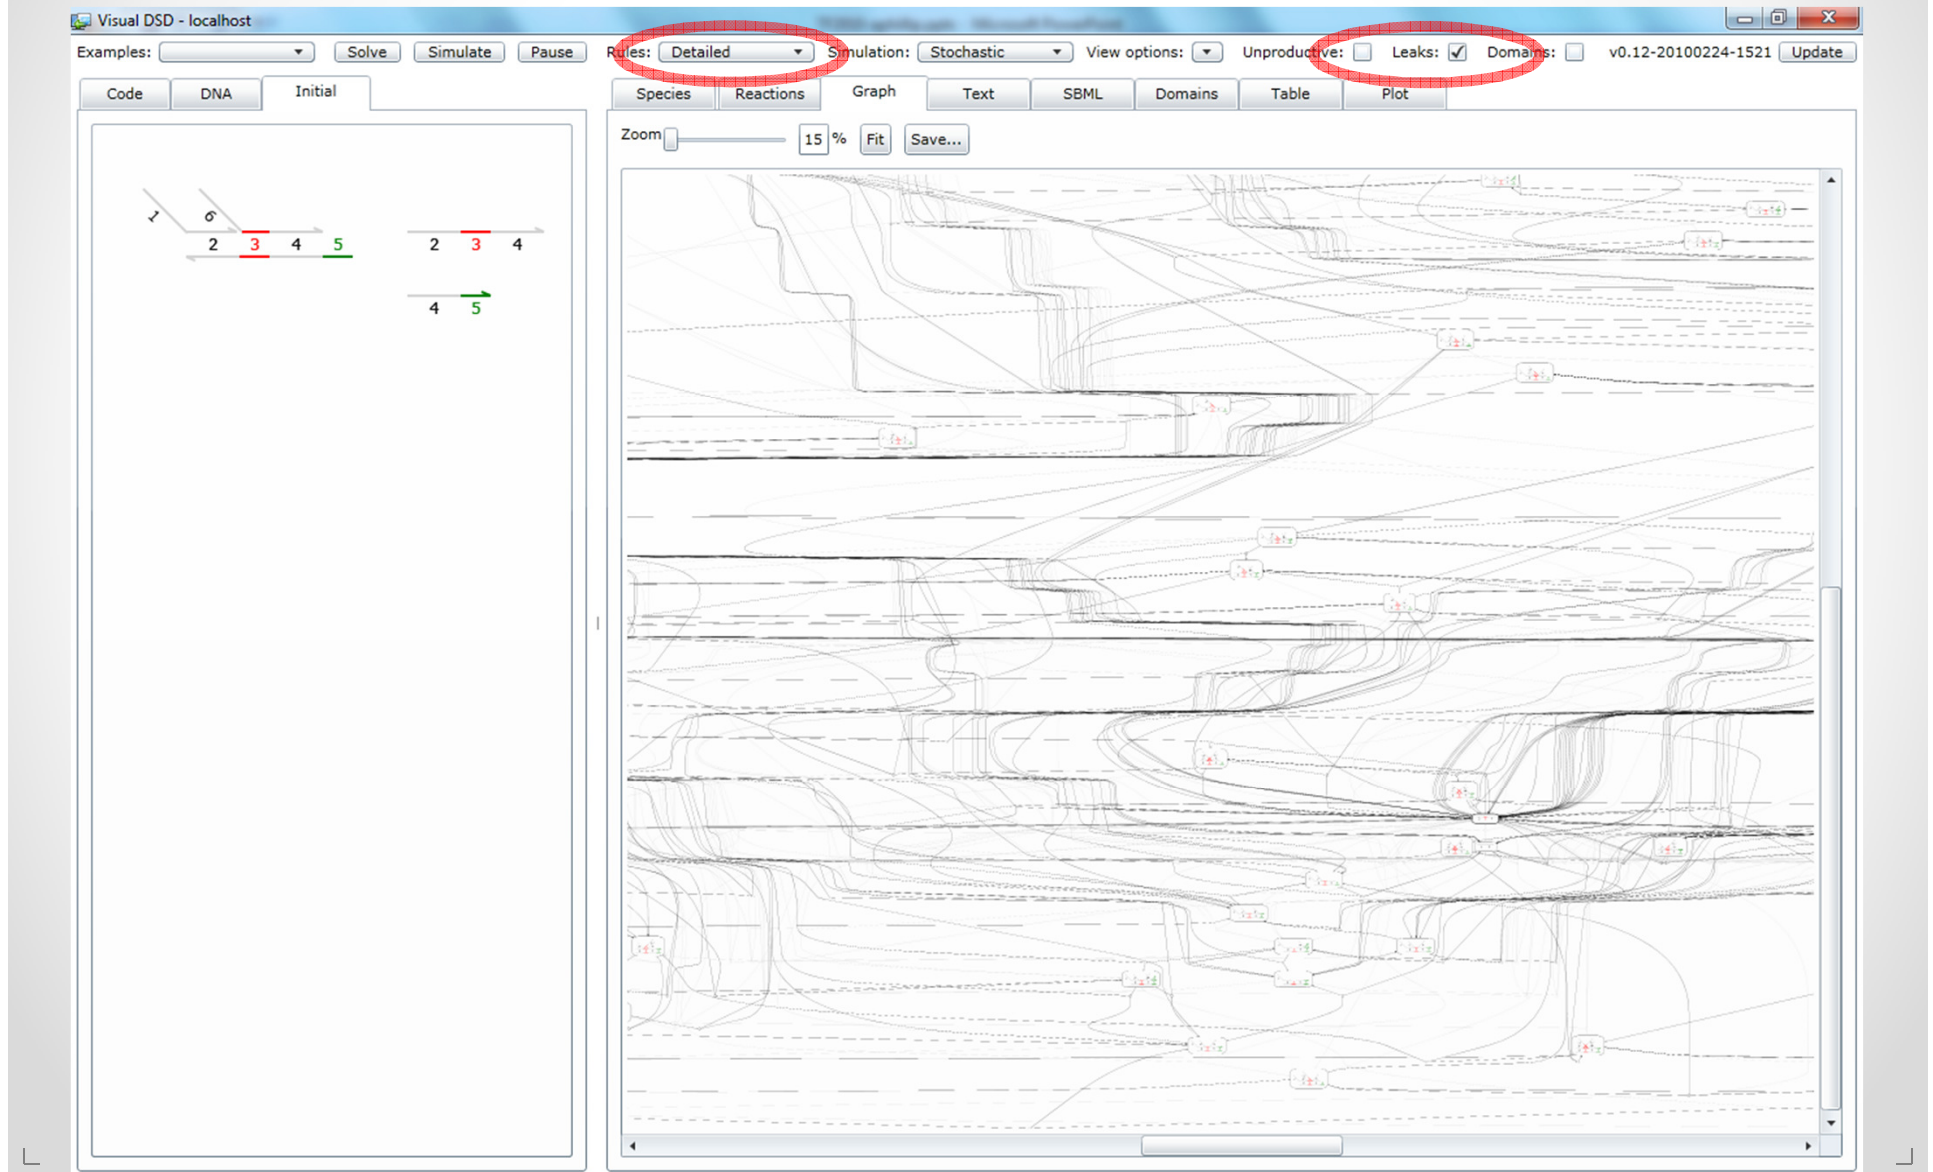 Visual DSD - localhost
Examples: Solve Simulate Pause Rules: Detailed Simulation: Stochastic View options: Unproductive: Leaks: Domains: v0.12-20100224-1521 Update
Code DNA Initial Species Reactions Graph Text SBML Domains Table Plot
Zoom 15 % Fit Save...
1 6
2 3 4 5 2 3 4
4 5